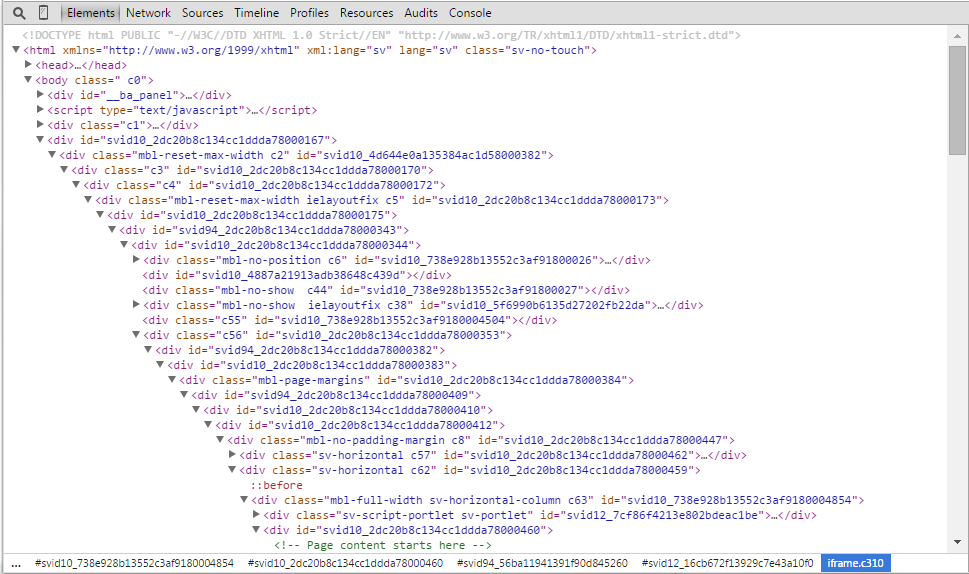 Elements Network Sources Timeline Profiles Resources Audits Console
<!DOCTYPE html PUBLIC "-//W3C//DTD XHTML 1.0 Strict//EN" "http://www.w3.org/TR/xhtml1/DTD/xhtml1-strict.dtd">
▼<html xmlns="http://www.w3.org/1999/xhtml" xml:lang="sv" lang="sv" class="sv-no-touch">
▶<head>…</head>
▼<body class=" c0">
▶<div id="__ba_panel">…</div>
▶<script type="text/javascript">…</script>
▶<div class="c1">…</div>
▼<div id="svid10_2dc20b8c134cc1ddda78000167">
▼<div class="mbl-reset-max-width c2" id="svid10_4d644e0a135384ac1d58000382">
▼<div class="c3" id="svid10_2dc20b8c134cc1ddda78000170">
▼<div class="c4" id="svid10_2dc20b8c134cc1ddda78000172">
▼<div class="mbl-reset-max-width ielayoutfix c5" id="svid10_2dc20b8c134cc1ddda78000173">
▼<div id="svid10_2dc20b8c134cc1ddda78000175">
▼<div id="svid94_2dc20b8c134cc1ddda78000343">
▼<div id="svid10_2dc20b8c134cc1ddda78000344">
▶<div class="mbl-no-position c6" id="svid10_738e928b13552c3af91800026">…</div>
<div id="svid10_4887a21913adb38648c439d"></div>
<div class="mbl-no-show  c44" id="svid10_738e928b13552c3af91800027"></div>
▶<div class="mbl-no-show  ielayoutfix c38" id="svid10_5f6990b6135d27202fb22da">…</div>
<div class="c55" id="svid10_738e928b13552c3af9180004504"></div>
▼<div class="c56" id="svid10_2dc20b8c134cc1ddda78000353">
▼<div id="svid94_2dc20b8c134cc1ddda78000382">
▼<div id="svid10_2dc20b8c134cc1ddda78000383">
▼<div class="mbl-page-margins" id="svid10_2dc20b8c134cc1ddda78000384">
▼<div id="svid94_2dc20b8c134cc1ddda78000409">
▼<div id="svid10_2dc20b8c134cc1ddda78000410">
▼<div id="svid10_2dc20b8c134cc1ddda78000412">
▼<div class="mbl-no-padding-margin c8" id="svid10_2dc20b8c134cc1ddda78000447">
▶<div class="sv-horizontal c57" id="svid10_2dc20b8c134cc1ddda78000462">…</div>
▼<div class="sv-horizontal c62" id="svid10_2dc20b8c134cc1ddda78000459">
::before
▼<div class="mbl-full-width sv-horizontal-column c63" id="svid10_738e928b13552c3af9180004854">
▶<div class="sv-script-portlet sv-portlet" id="svid12_7cf86f4213e802bdeac1be">…</div>
▼<div id="svid10_2dc20b8c134cc1ddda78000460">
<!-- Page content starts here -->
... #svid10_738e928b13552c3af9180004854 #svid10_2dc20b8c134cc1ddda78000460 #svid94_56ba11941391f90d845260 #svid12_16cb672f13929c7e43a10f0 iframe.c310